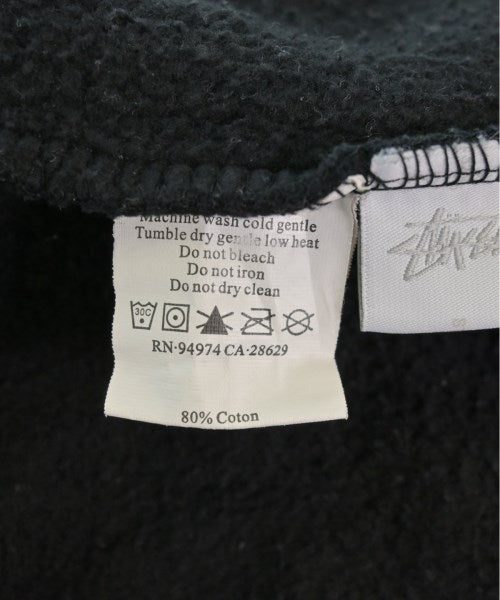 Machine wash cold gentle
Tumble dry gentle low heat
Do not bleach
Do not iron
Do not dry clean
30C
RN·94974 CA·28629
80% Coton
Stüssy